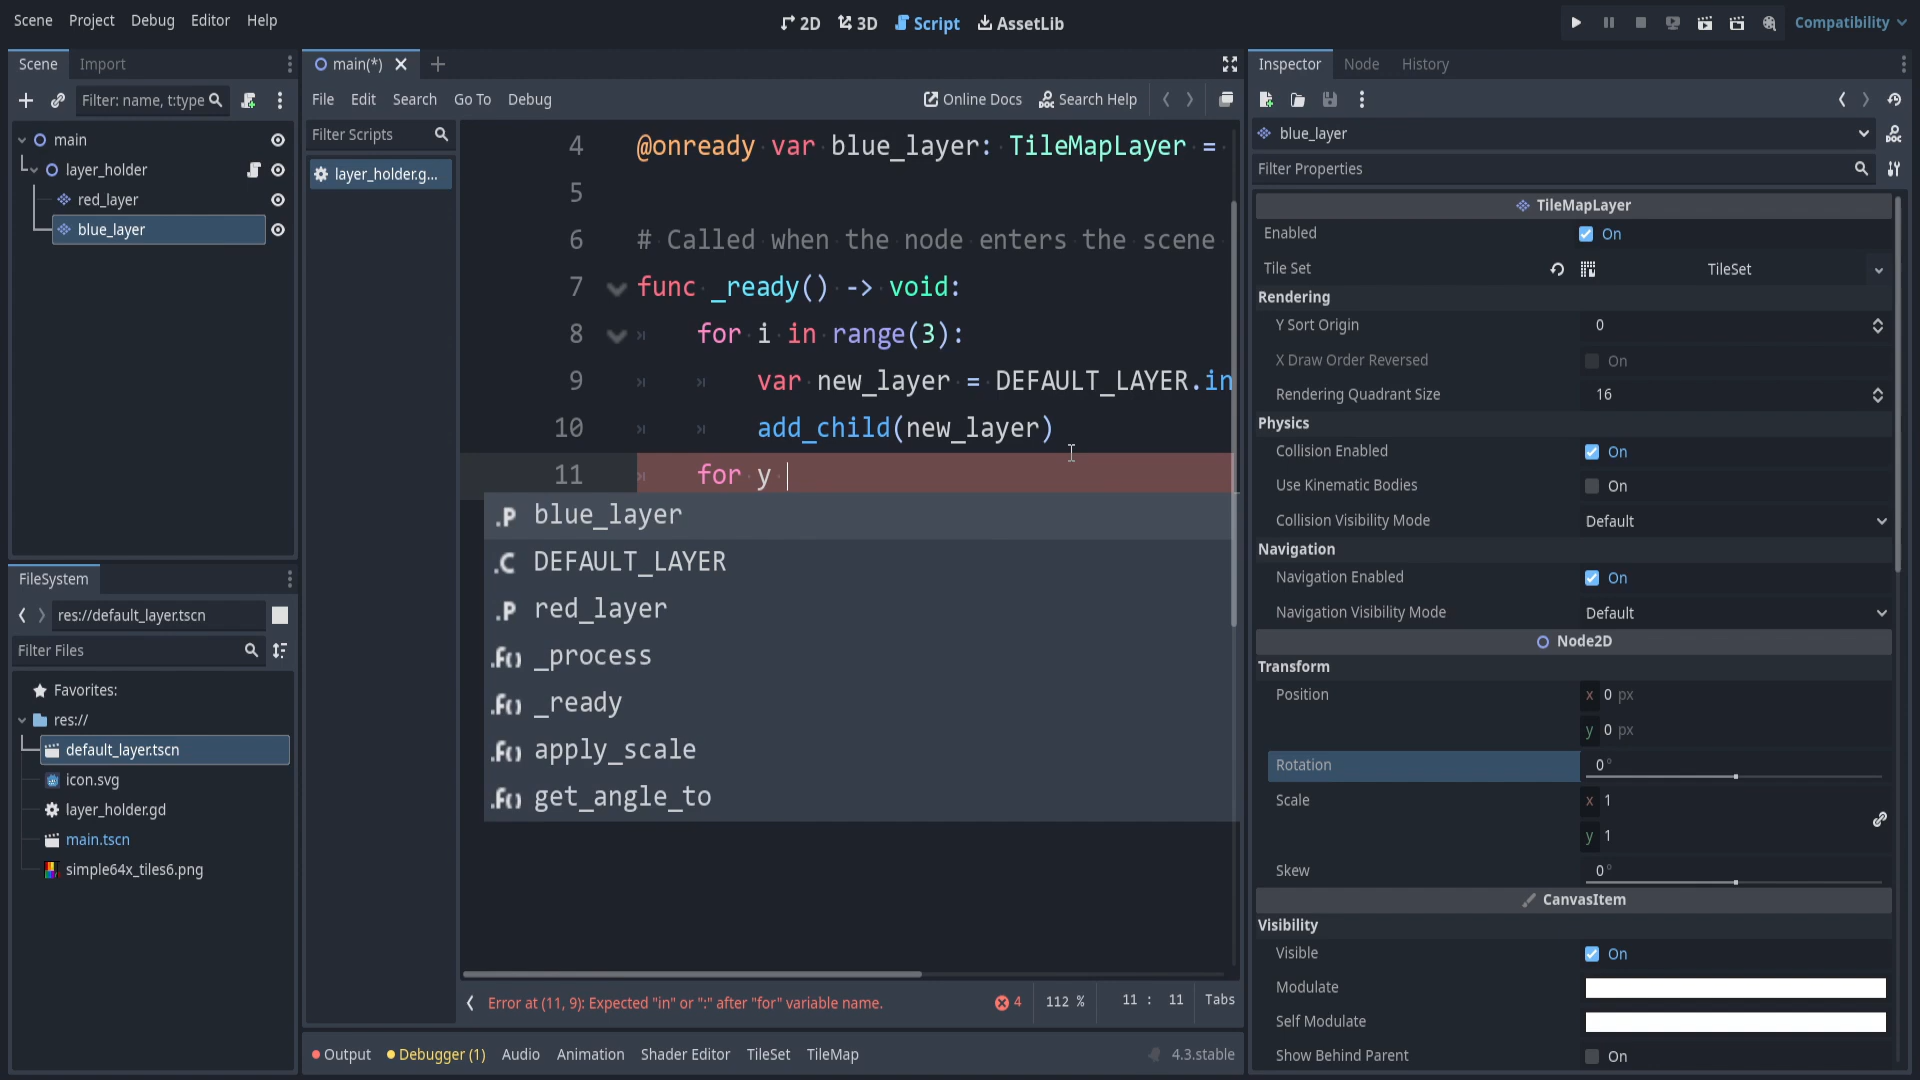 Scene Project Debug Editor Help
2D 3D Script AssetLib
Compatibility
Scene Import
Filter: name, t:type
main
layer_holder
red_layer
blue_layer
FileSystem
res://default_layer.tscn
Filter Files
Favorites:
res://
default_layer.tscn
icon.svg
layer_holder.gd
main.tscn
simple64x_tiles6.png
main(*)
File Edit Search Go To Debug
Online Docs Search Help
Filter Scripts
layer_holder.g...
4 @onready var blue_layer: TileMapLayer =
5
6 # Called when the node enters the scene
7 func _ready() -> void:
8 for i in range(3):
9 var new_layer = DEFAULT_LAYER.in
10 add_child(new_layer)
11 for y
.P blue_layer
.C DEFAULT_LAYER
.P red_layer
.F() _process
.F() _ready
.F() apply_scale
.F() get_angle_to
Error at (11, 9): Expected "in" or ":" after "for" variable name.
4 112 % 11 : 11 Tabs
Output Debugger (1) Audio Animation Shader Editor TileSet TileMap
4.3.stable
Inspector Node History
blue_layer
Filter Properties
TileMapLayer
Enabled On
Tile Set TileSet
Rendering
Y Sort Origin 0
X Draw Order Reversed On
Rendering Quadrant Size 16
Physics
Collision Enabled On
Use Kinematic Bodies On
Collision Visibility Mode Default
Navigation
Navigation Enabled On
Navigation Visibility Mode Default
Node2D
Transform
Position x 0 px
y 0 px
Rotation 0 °
Scale x 1
y 1
Skew 0 °
CanvasItem
Visibility
Visible On
Modulate
Self Modulate
Show Behind Parent On